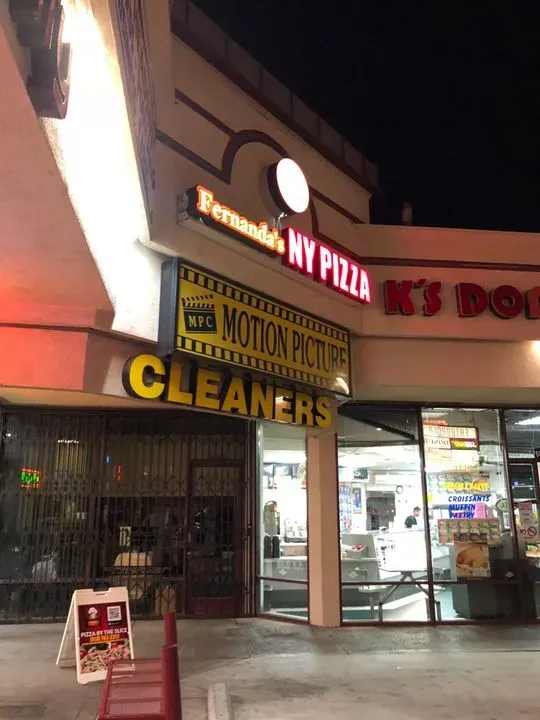 Fernanda's
NY PIZZA
K's DO
MPC
MOTION PICTURE
CLEANERS
CROISSANTS
MUFFIN
PASTRY
PIZZA BY THE SLICE